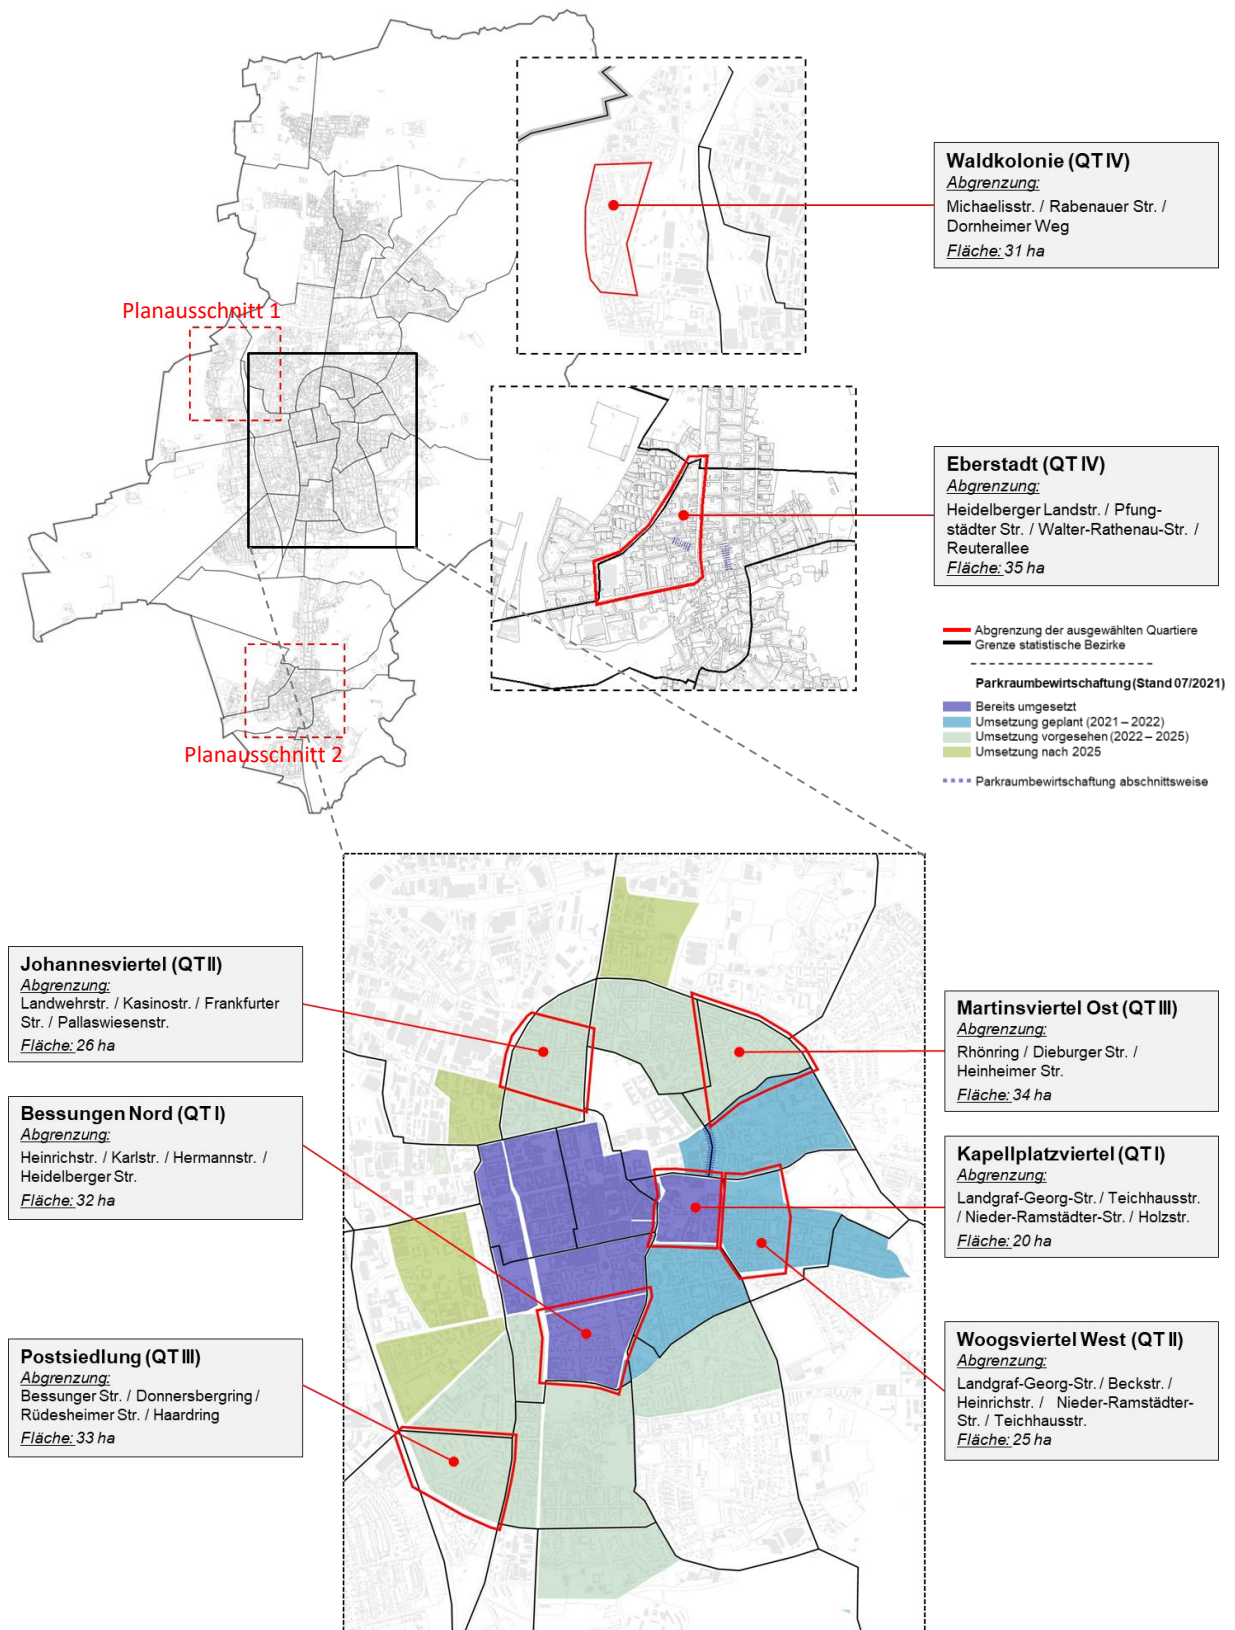 Planausschnitt 1
Planausschnitt 2
Waldkolonie (QT IV)
Abgrenzung:
Michaelisstr. / Rabenauer Str. /
Dornheimer Weg
Fläche: 31 ha
Eberstadt (QT IV)
Abgrenzung:
Heidelberger Landstr. / Pfung-
städter Str. / Walter-Rathenau-Str. /
Reuterallee
Fläche: 35 ha
Abgrenzung der ausgewählten Quartiere
Grenze statistische Bezirke
Parkraumbewirtschaftung (Stand 07/2021)
Bereits umgesetzt
Umsetzung geplant (2021 – 2022)
Umsetzung vorgesehen (2022 – 2025)
Umsetzung nach 2025
Parkraumbewirtschaftung abschnittsweise
Johannesviertel (QT II)
Abgrenzung:
Landwehrstr. / Kasinostr. / Frankfurter
Str. / Pallaswiesenstr.
Fläche: 26 ha
Bessungen Nord (QT I)
Abgrenzung:
Heinrichstr. / Karlstr. / Hermannstr. /
Heidelberger Str.
Fläche: 32 ha
Postsiedlung (QT III)
Abgrenzung:
Bessunger Str. / Donnersbergring /
Rüdesheimer Str. / Haardring
Fläche: 33 ha
Martinsviertel Ost (QT III)
Abgrenzung:
Rhönring / Dieburger Str. /
Heinheimer Str.
Fläche: 34 ha
Kapellplatzviertel (QT I)
Abgrenzung:
Landgraf-Georg-Str. / Teichhausstr.
/ Nieder-Ramstädter-Str. / Holzstr.
Fläche: 20 ha
Woogsviertel West (QT II)
Abgrenzung:
Landgraf-Georg-Str. / Beckstr. /
Heinrichstr. / Nieder-Ramstädter-
Str. / Teichhausstr.
Fläche: 25 ha